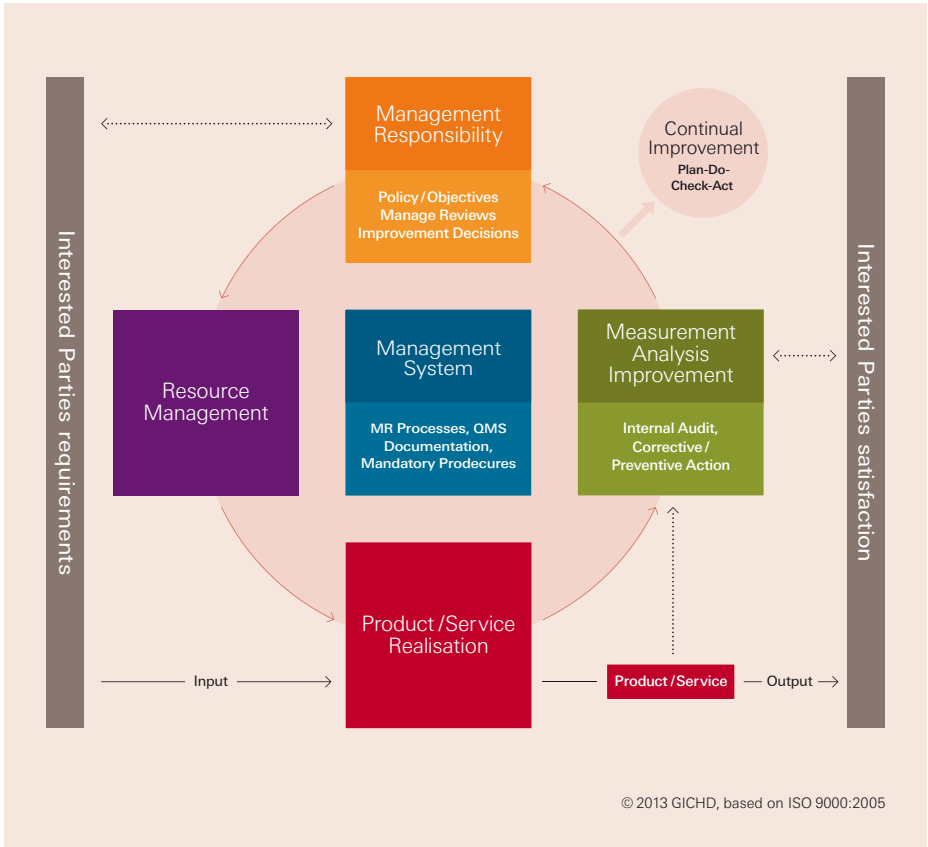 Interested Parties requirements
Management
Responsibility
Policy/Objectives
Manage Reviews
Improvement Decisions
Continual
Improvement
Plan-Do-
Check-Act
Resource
Management
Management
System
MR Processes, QMS
Documentation,
Mandatory Prodecures
Measurement
Analysis
Improvement
Internal Audit,
Corrective/
Preventive Action
Interested Parties satisfaction
Input
Product/Service
Realisation
Product/Service
Output
© 2013 GICHD, based on ISO 9000:2005